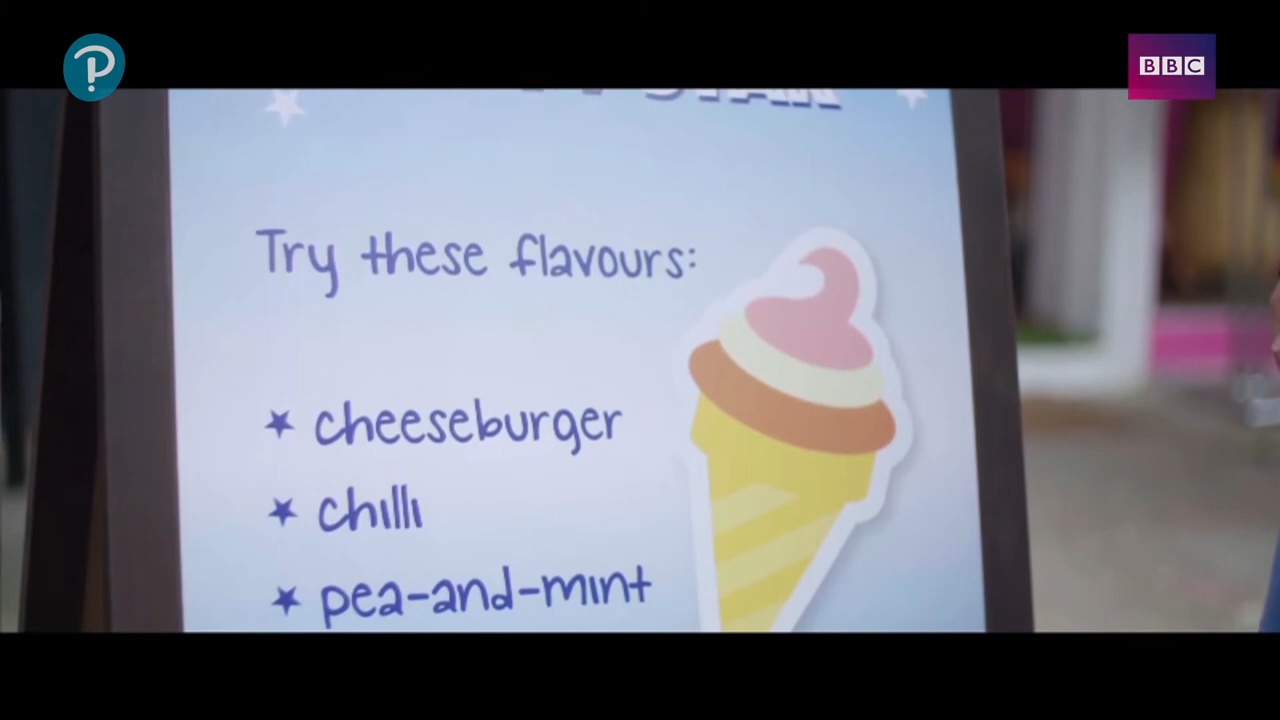 Try these flavours:
cheeseburger
chilli
pea-and-mint
BBC